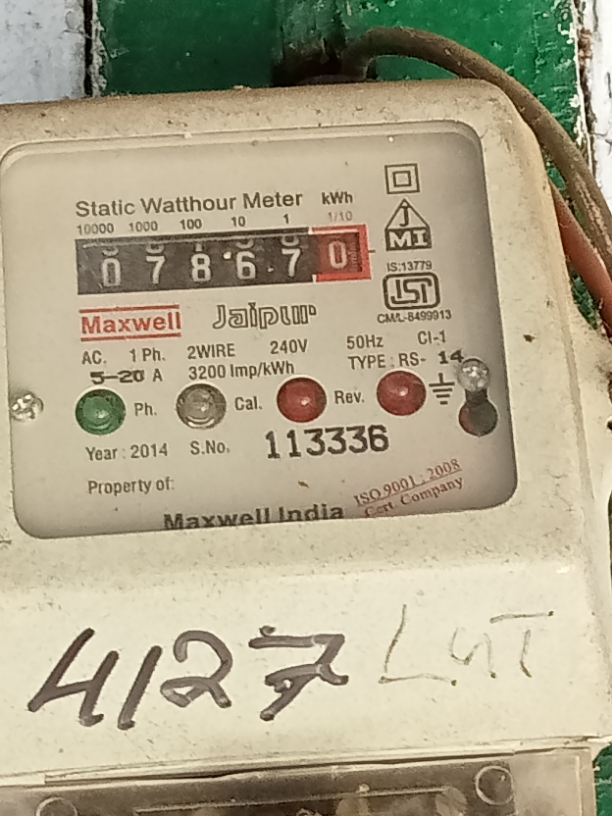 Static Watthour Meter kWh
10000 1000 100 10 1 1/10
0 7 8 6 7 0
J
MI
IS:13779
ISI
CM/L-8499913
Maxwell Jaipur
AC. 1 Ph. 2WIRE 240V 50Hz Cl-1
5-20 A 3200 Imp/kWh TYPE : RS- 14
Ph. Cal. Rev.
Year : 2014 S.No. 113336
Property of:
ISO 9001 : 2008
Cert. Company
Maxwell India
4127